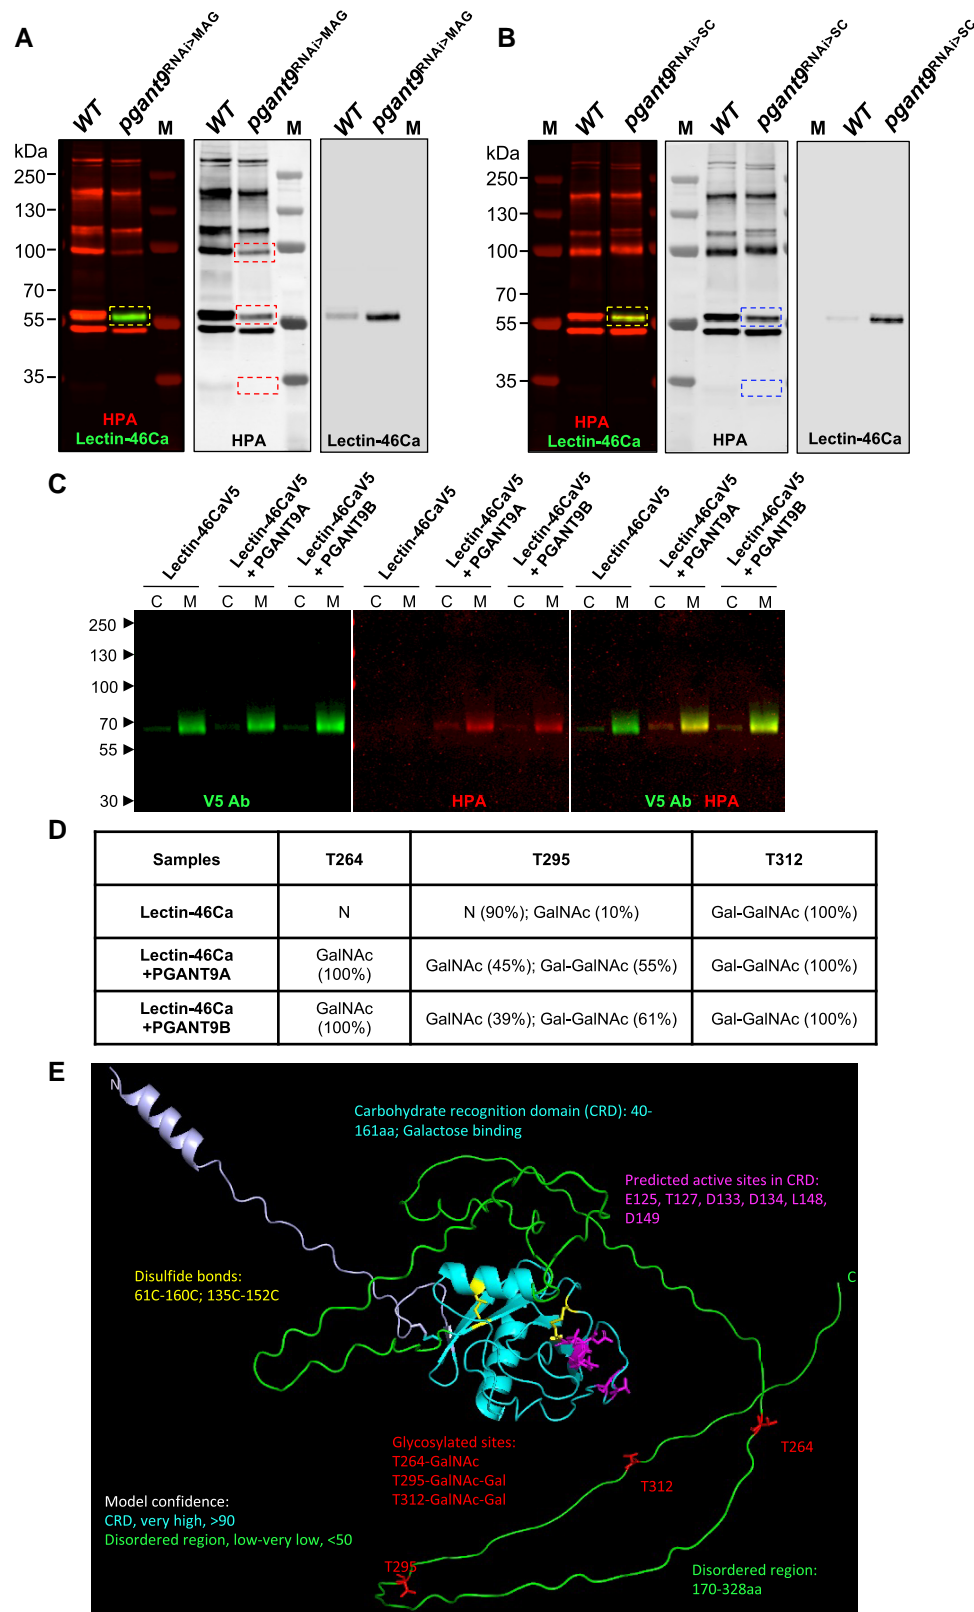 A
WT
pgant9RNAi>MAG
M
WT
pgant9RNAi>MAG
M
WT
pgant9RNAi>MAG
M
kDa
250
130
100
70
55
35
HPA
Lectin-46Ca
HPA
Lectin-46Ca
B
M
WT
pgant9RNAi>SC
M
WT
pgant9RNAi>SC
M
WT
pgant9RNAi>SC
kDa
250
130
100
70
55
35
HPA
Lectin-46Ca
HPA
Lectin-46Ca
C
Lectin-46CaV5
Lectin-46CaV5
+ PGANT9A
Lectin-46CaV5
+ PGANT9B
Lectin-46CaV5
Lectin-46CaV5
+ PGANT9A
Lectin-46CaV5
+ PGANT9B
Lectin-46CaV5
Lectin-46CaV5
+ PGANT9A
Lectin-46CaV5
+ PGANT9B
C M C M C M C M C M C M C M C M C M
250
130
100
70
55
30
V5 Ab
HPA
V5 Ab HPA
D
Samples T264 T295 T312
Lectin-46Ca N N (90%); GalNAc (10%) Gal-GalNAc (100%)
Lectin-46Ca
+PGANT9A
GalNAc
(100%)
GalNAc (45%); Gal-GalNAc (55%)
Gal-GalNAc (100%)
Lectin-46Ca
+PGANT9B
GalNAc
(100%)
GalNAc (39%); Gal-GalNAc (61%)
Gal-GalNAc (100%)
E
N
Carbohydrate recognition domain (CRD): 40-
161aa; Galactose binding
Predicted active sites in CRD:
E125, T127, D133, D134, L148,
D149
Disulfide bonds:
61C-160C; 135C-152C
C
Glycosylated sites:
T264-GalNAc
T295-GalNAc-Gal
T312-GalNAc-Gal
T264
T312
Model confidence:
CRD, very high, >90
Disordered region, low-very low, <50
T295
Disordered region:
170-328aa